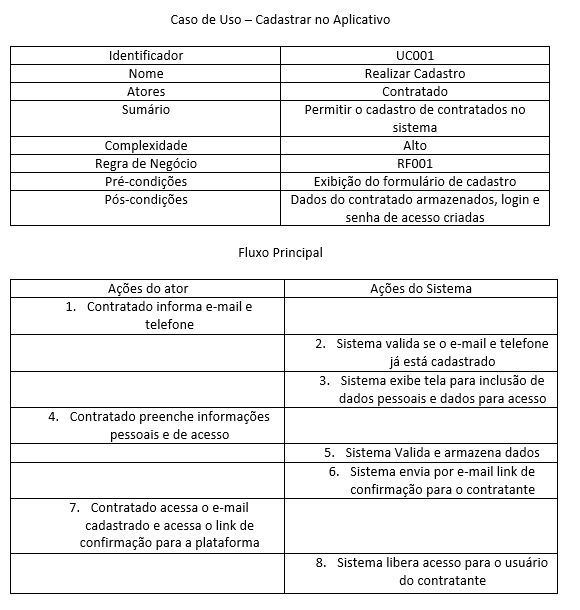 Caso de Uso – Cadastrar no Aplicativo
Identificador UC001
Nome Realizar Cadastro
Atores Contratado
Sumário Permitir o cadastro de contratados no
sistema
Complexidade Alto
Regra de Negócio RF001
Pré-condições Exibição do formulário de cadastro
Pós-condições Dados do contratado armazenados, login e
senha de acesso criadas
Fluxo Principal
Ações do ator Ações do Sistema
1. Contratado informa e-mail e
telefone
2. Sistema valida se o e-mail e telefone
já está cadastrado
3. Sistema exibe tela para inclusão de
dados pessoais e dados para acesso
4. Contratado preenche informações
pessoais e de acesso
5. Sistema Valida e armazena dados
6. Sistema envia por e-mail link de
confirmação para o contratante
7. Contratado acessa o e-mail
cadastrado e acessa o link de
confirmação para a plataforma
8. Sistema libera acesso para o usuário
do contratante